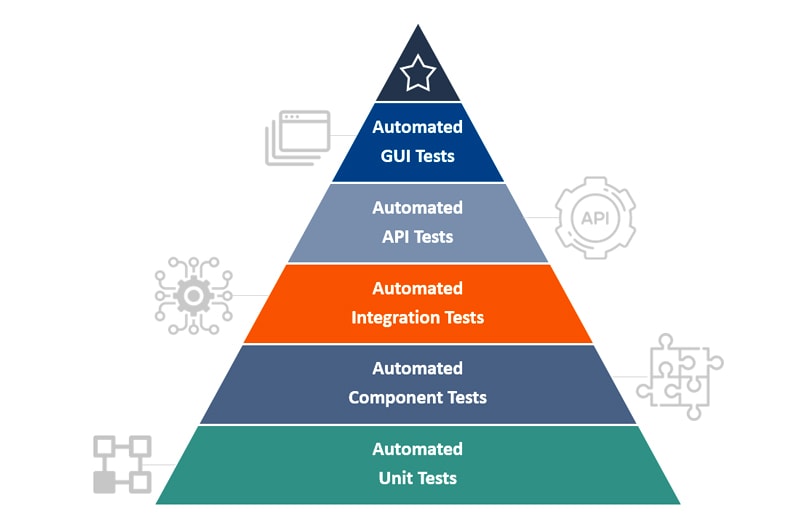 Automated
GUI Tests
Automated
API Tests
API
Automated
Integration Tests
Automated
Component Tests
Automated
Unit Tests